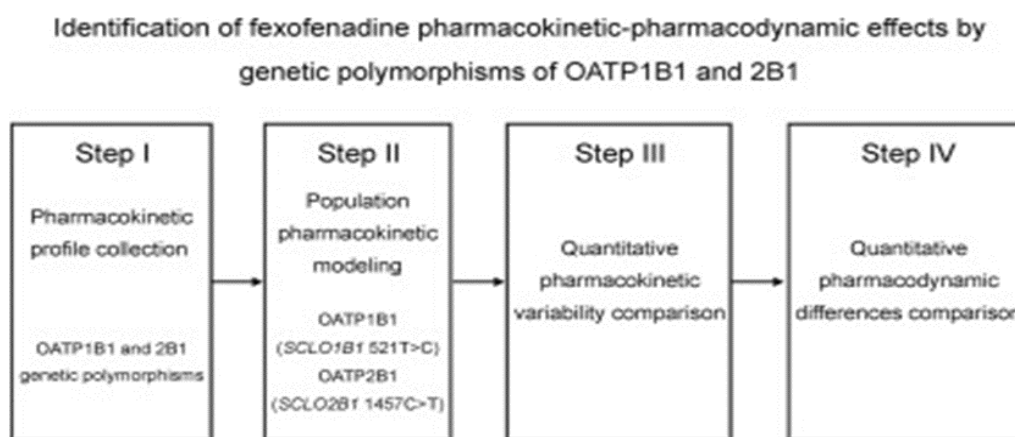 Identification of fexofenadine pharmacokinetic-pharmacodynamic effects by
genetic polymorphisms of OATP1B1 and 2B1
Step I
Pharmacokinetic
profile collection
OATP1B1 and 2B1
genetic polymorphisms
Step II
Population
pharmacokinetic
modeling
OATP1B1
(SCLO1B1 521T>C)
OATP2B1
(SCLO2B1 1457C>T)
Step III
Quantitative
pharmacokinetic
variability comparison
Step IV
Quantitative
pharmacodynamic
differences comparison